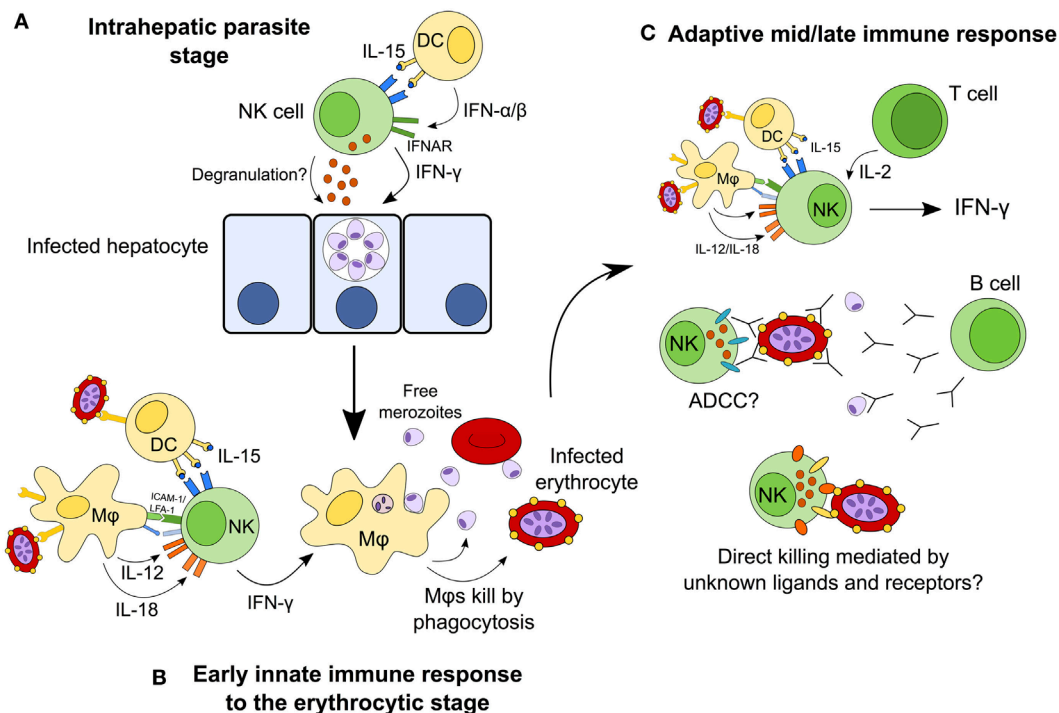 A
Intrahepatic parasite
stage
IL-15
DC
NK cell
IFN-α/β
IFNAR
Degranulation?
IFN-γ
Infected hepatocyte
Free
merozoites
DC
IL-15
Infected
erythrocyte
ICAM-1/
LFA-1
Mφ
NK
Mφ
IL-12
IL-18
IFN-γ
Mφs kill by
phagocytosis
B
Early innate immune response
to the erythrocytic stage
C
Adaptive mid/late immune response
T cell
DC
IL-15
IL-2
Mφ
NK
IFN-γ
IL-12/IL-18
B cell
NK
ADCC?
NK
Direct killing mediated by
unknown ligands and receptors?